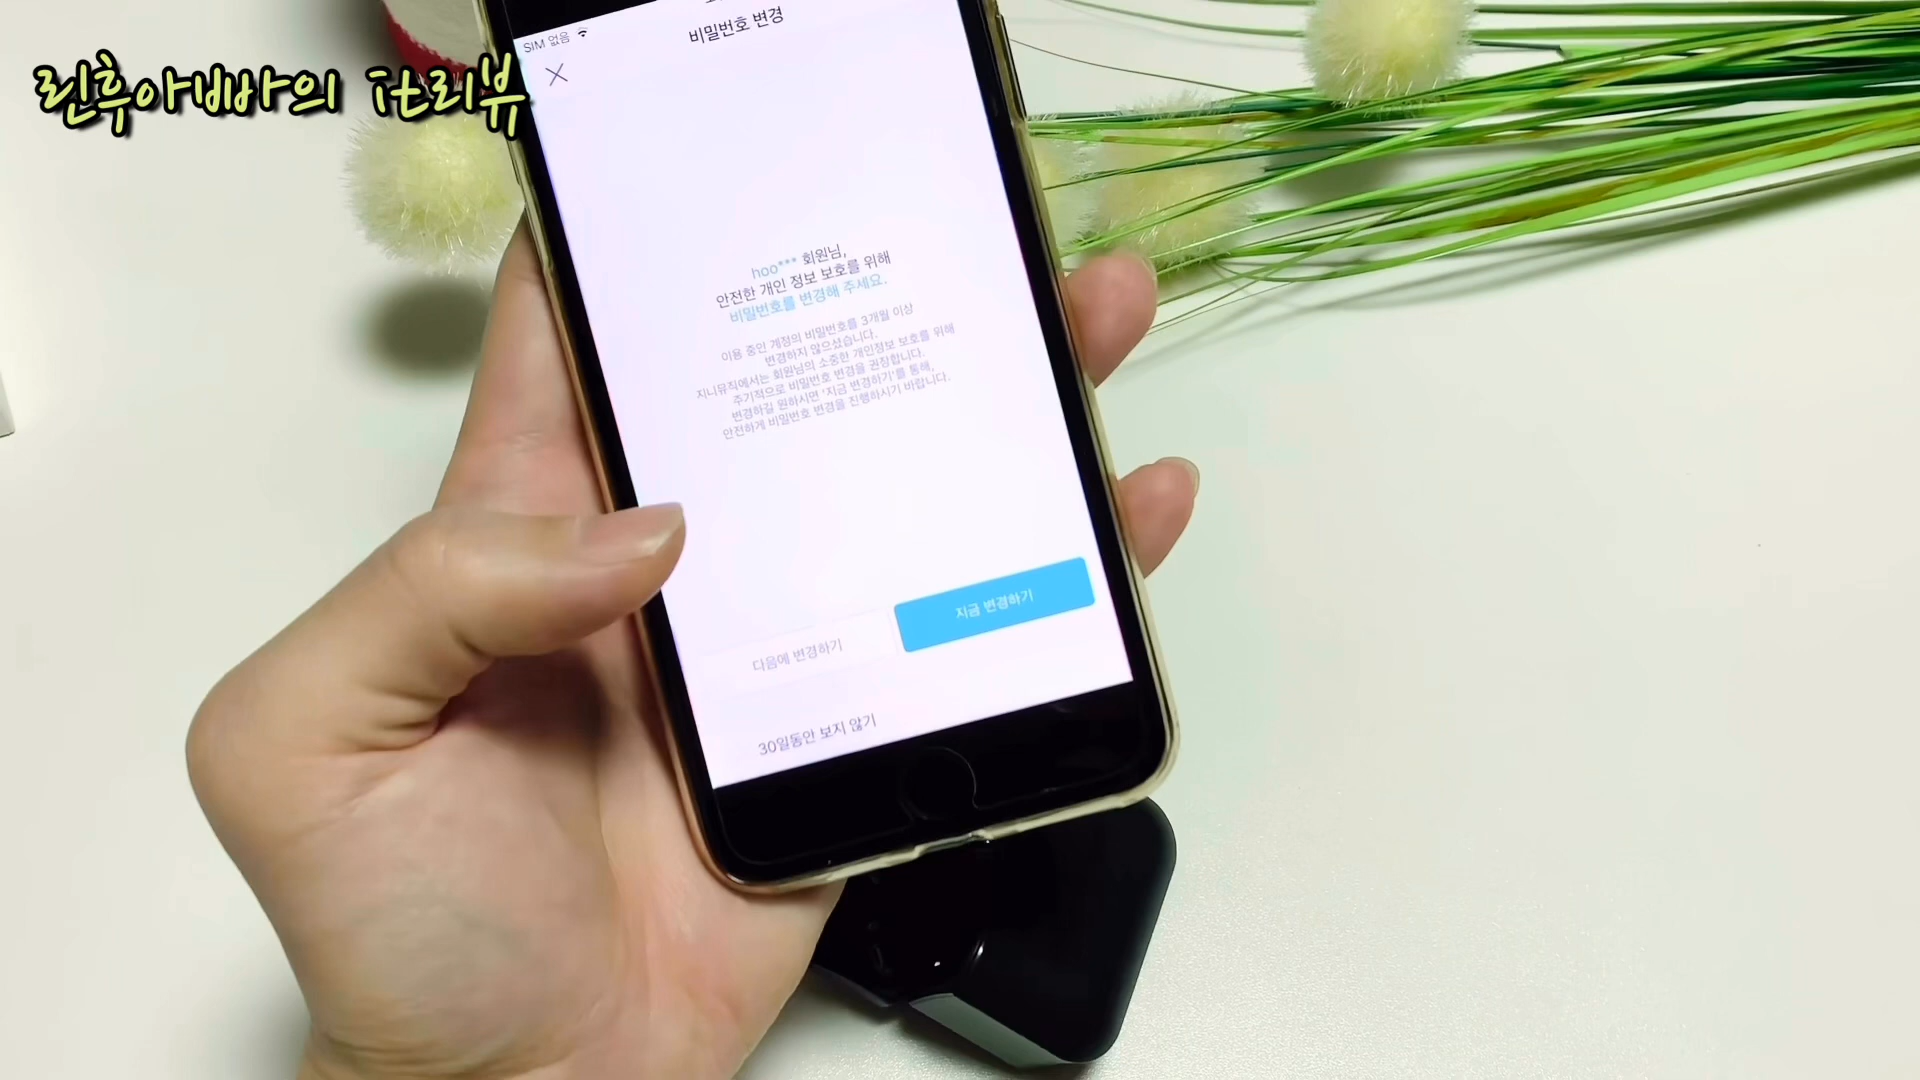 린후아빠의 IT리뷰
SIM 없음
비밀번호 변경
hoo*** 회원님,
안전한 개인 정보 보호를 위해
비밀번호를 변경해 주세요.
이용 중인 계정의 비밀번호를 3개월 이상
변경하지 않으셨습니다.
지니뮤직에서는 회원님의 소중한 개인정보 보호를 위해
주기적으로 비밀번호 변경을 권장합니다.
변경하길 원하시면 '지금 변경하기'를 통해,
안전하게 비밀번호 변경을 진행하시기 바랍니다.
다음에 변경하기
지금 변경하기
30일동안 보지 않기